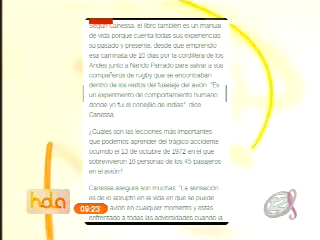 según Canessa, el libro también es un manual
de vida porque cuenta todas sus experiencias
su pasado y presente, desde que emprendió
esa caminata de 10 días por la cordillera de los
Andes junto a Nando Parrado para salvar a sus
compañeros de rugby que se encontraban
dentro de los restos del fuselaje del avión. "Es
un experimento de comportamiento humano
donde yo fui el conejillo de indias", dice
Canessa.
¿Cuáles son las lecciones más importantes
que podemos aprender del trágico accidente
ocurrido el 13 de octubre de 1972 en el que
sobrevivieron 16 personas de los 45 pasajeros
en el avión?
Canessa asegura son muchas. "La sensación
es de lo abrupto en la vida en que se puede
avión en cualquier momento y estás
enfrentado a todas las adversidades cuando la
hda
09:23